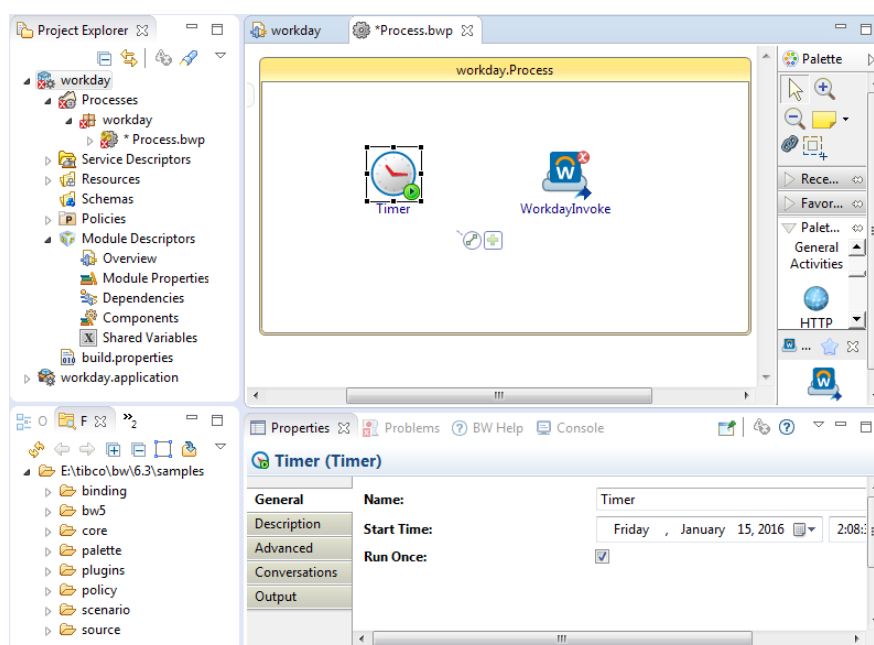 Project Explorer
workday
Processes
workday
* Process.bwp
Service Descriptors
Resources
Schemas
Policies
Module Descriptors
Overview
Module Properties
Dependencies
Components
Shared Variables
build.properties
workday.application
workday
*Process.bwp
workday.Process
Timer
WorkdayInvoke
Palette
Rece...
Favor...
Palet...
General
Activities
HTTP
...
O F »2
E:\tibco\bw\6.3\samples
binding
bw5
core
palette
plugins
policy
scenario
source
Properties Problems BW Help Console
Timer (Timer)
General
Description
Advanced
Conversations
Output
Name: Timer
Start Time: Friday , January 15, 2016
Run Once: